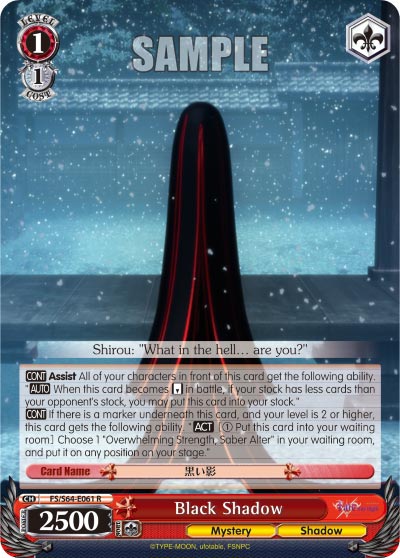 LEVEL
1
1
COST
SAMPLE
Shirou: "What in the hell… are you?"
CONT Assist All of your characters in front of this card get the following ability.
"AUTO When this card becomes in battle, if your stock has less cards than
your opponent's stock, you may put this card into your stock."
CONT If there is a marker underneath this card, and your level is 2 or higher,
this card gets the following ability. "ACT [① Put this card into your waiting
room] Choose 1 "Overwhelming Strength, Saber Alter" in your waiting room, and
put it on any position on your stage."
Card Name 黒い影
CH FS/S64-E061 R
Black Shadow
POWER 2500
SOUL
Mystery Shadow
©TYPE-MOON, ufotable, FSNPC